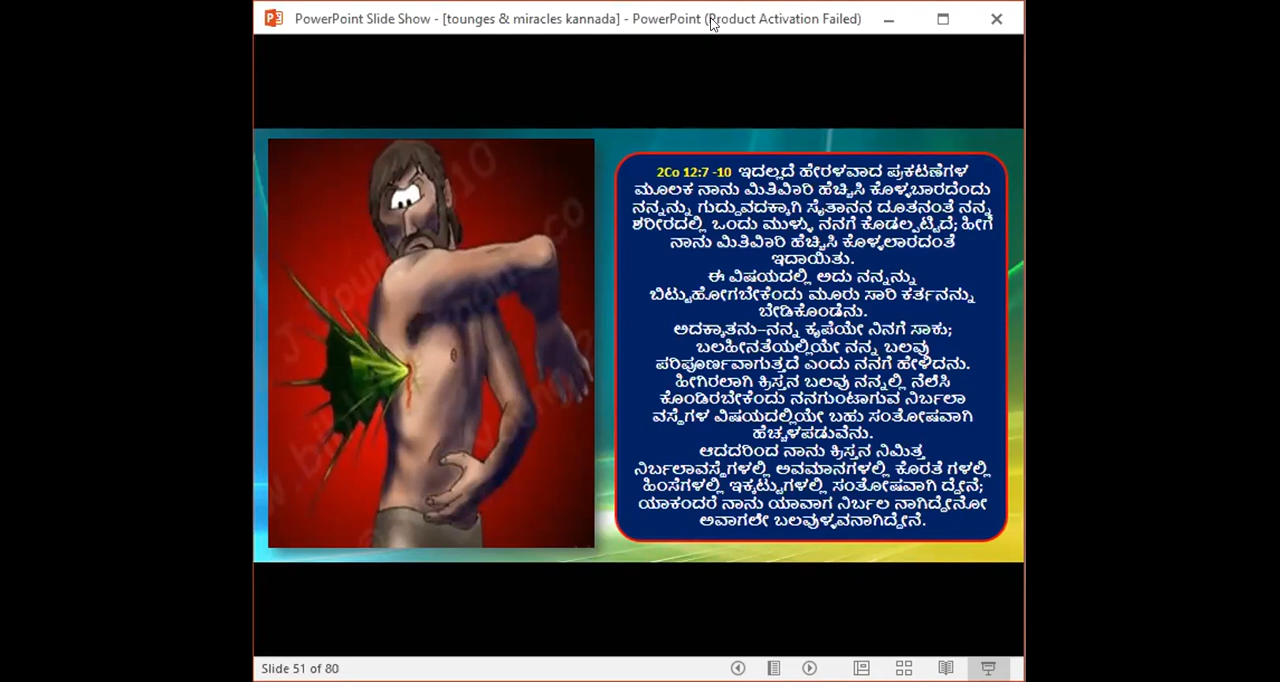 PowerPoint Slide Show - [tounges & miracles kannada] - PowerPoint (Product Activation Failed)
2Co 12:7 -10 ಇದಲ್ಲದೆ ಹೇರಳವಾದ ಪ್ರಕಟಣೆಗಳ
ಮೂಲಕ ನಾನು ಮಿತಿವಿಾರಿ ಹೆಚ್ಚಿಸಿ ಕೊಳ್ಳಬಾರದೆಂದು
ನನ್ನನ್ನು ಗುದ್ದುವದಕ್ಕಾಗಿ ಸೈತಾನನ ದೂತನಂತೆ ನನ್ನ
ಶರೀರದಲ್ಲಿ ಒಂದು ಮುಳ್ಳು ನನಗೆ ಕೊಡಲ್ಪಟ್ಟಿದೆ; ಹೀಗೆ
ನಾನು ಮಿತಿವಿಾರಿ ಹೆಚ್ಚಿಸಿ ಕೊಳ್ಳಲಾರದಂತೆ
ಇದಾಯಿತು.
ಈ ವಿಷಯದಲ್ಲಿ ಅದು ನನ್ನನ್ನು
ಬಿಟ್ಟುಹೋಗಬೇಕೆಂದು ಮೂರು ಸಾರಿ ಕರ್ತನನ್ನು
ಬೇಡಿಕೊಂಡೆನು.
ಅದಕ್ಕಾತನು-ನನ್ನ ಕೃಪೆಯೇ ನಿನಗೆ ಸಾಕು;
ಬಲಹೀನತೆಯಲ್ಲಿಯೇ ನನ್ನ ಬಲವು
ಪರಿಪೂರ್ಣವಾಗುತ್ತದೆ ಎಂದು ನನಗೆ ಹೇಳಿದನು.
ಹೀಗಿರಲಾಗಿ ಕ್ರಿಸ್ತನ ಬಲವು ನನ್ನಲ್ಲಿ ನೆಲೆಸಿ
ಕೊಂಡಿರಬೇಕೆಂದು ನನಗುಂಟಾಗುವ ನಿರ್ಬಲಾ
ವಸ್ಥೆಗಳ ವಿಷಯದಲ್ಲಿಯೇ ಬಹು ಸಂತೋಷವಾಗಿ
ಹೆಚ್ಚಳಪಡುವೆನು.
ಆದದರಿಂದ ನಾನು ಕ್ರಿಸ್ತನ ನಿಮಿತ್ತ
ನಿರ್ಬಲಾವಸ್ಥೆಗಳಲ್ಲಿ ಅವಮಾನಗಳಲ್ಲಿ ಕೊರತೆ ಗಳಲ್ಲಿ
ಹಿಂಸೆಗಳಲ್ಲಿ ಇಕ್ಕಟ್ಟುಗಳಲ್ಲಿ ಸಂತೋಷವಾಗಿ ದ್ದೇನೆ;
ಯಾಕಂದರೆ ನಾನು ಯಾವಾಗ ನಿರ್ಬಲ ನಾಗಿದ್ದೇನೋ
ಅವಾಗಲೇ ಬಲವುಳ್ಳವನಾಗಿದ್ದೇನೆ.
Slide 51 of 80